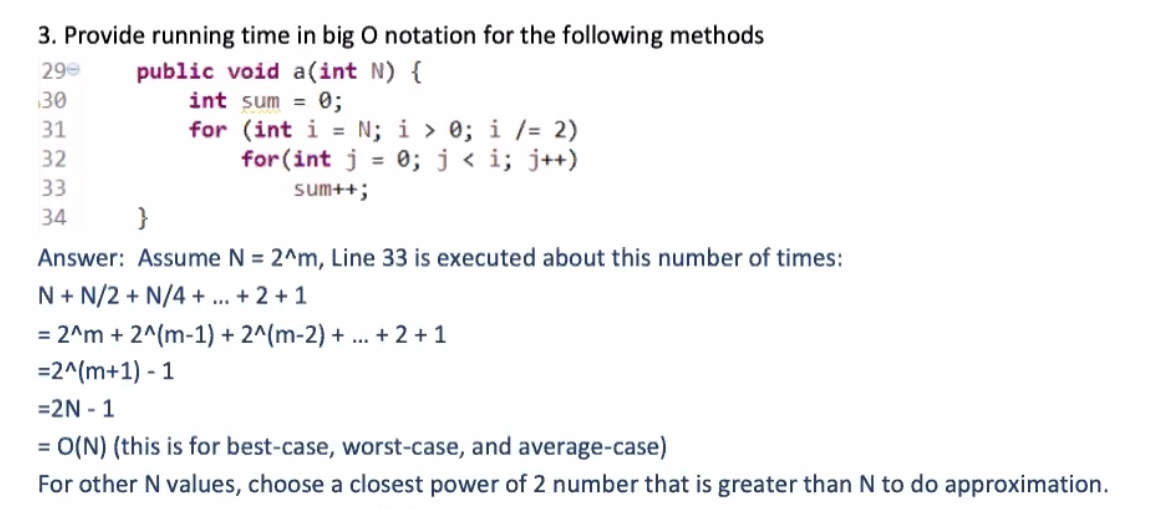 3. Provide running time in big O notation for the following methods
29 public void a(int N) {
30 int sum = 0;
31 for (int i = N; i > 0; i /= 2)
32 for(int j = 0; j < i; j++)
33 sum++;
34 }
Answer: Assume N = 2^m, Line 33 is executed about this number of times:
N + N/2 + N/4 + ... + 2 + 1
= 2^m + 2^(m-1) + 2^(m-2) + ... + 2 + 1
=2^(m+1) - 1
=2N - 1
= O(N) (this is for best-case, worst-case, and average-case)
For other N values, choose a closest power of 2 number that is greater than N to do approximation.